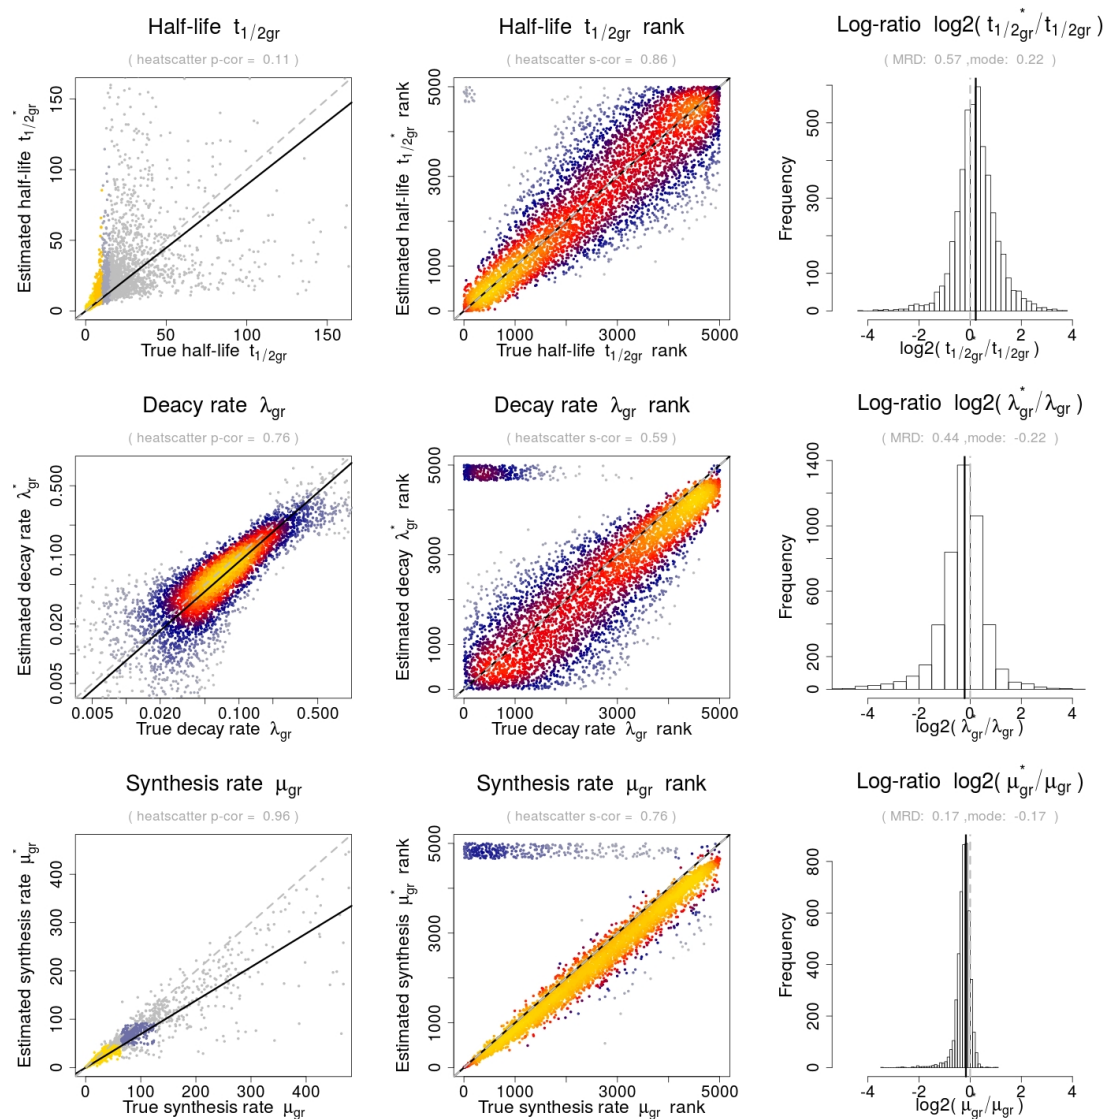 Half-life t1/2gr
( heatscatter p-cor = 0.11 )
Estimated half-life t*1/2gr
150
100
50
0
0 50 100 150
True half-life t1/2gr
Half-life t1/2gr rank
( heatscatter s-cor = 0.86 )
Estimated half-life t*1/2gr rank
5000
3000
1000
0
0 1000 3000 5000
True half-life t1/2gr rank
Log-ratio log2( t*1/2gr/t1/2gr )
( MRD: 0.57 ,mode: 0.22 )
Frequency
500
300
100
0
-4 -2 0 2 4
log2( t1/2gr/t1/2gr )
Deacy rate λgr
( heatscatter p-cor = 0.76 )
Estimated decay rate λ*gr
0.500
0.100
0.020
0.005
0.005 0.020 0.100 0.500
True decay rate λgr
Decay rate λgr rank
( heatscatter s-cor = 0.59 )
Estimated decay λ*gr rank
5000
3000
1000
0
0 1000 3000 5000
True decay rate λgr rank
Log-ratio log2( λ*gr/λgr )
( MRD: 0.44 ,mode: -0.22 )
Frequency
1400
1000
600
200
0
-4 -2 0 2 4
log2( λgr/λgr )
Synthesis rate μgr
( heatscatter p-cor = 0.96 )
Estimated synthesis rate μ*gr
400
300
200
100
0
0 100 200 300 400
True synthesis rate μgr
Synthesis rate μgr rank
( heatscatter s-cor = 0.76 )
Estimated synthesis rate μ*gr rank
5000
3000
1000
0
0 1000 3000 5000
True synthesis rate μgr rank
Log-ratio log2( μ*gr/μgr )
( MRD: 0.17 ,mode: -0.17 )
Frequency
800
600
400
200
0
-4 -2 0 2 4
log2( μgr/μgr )